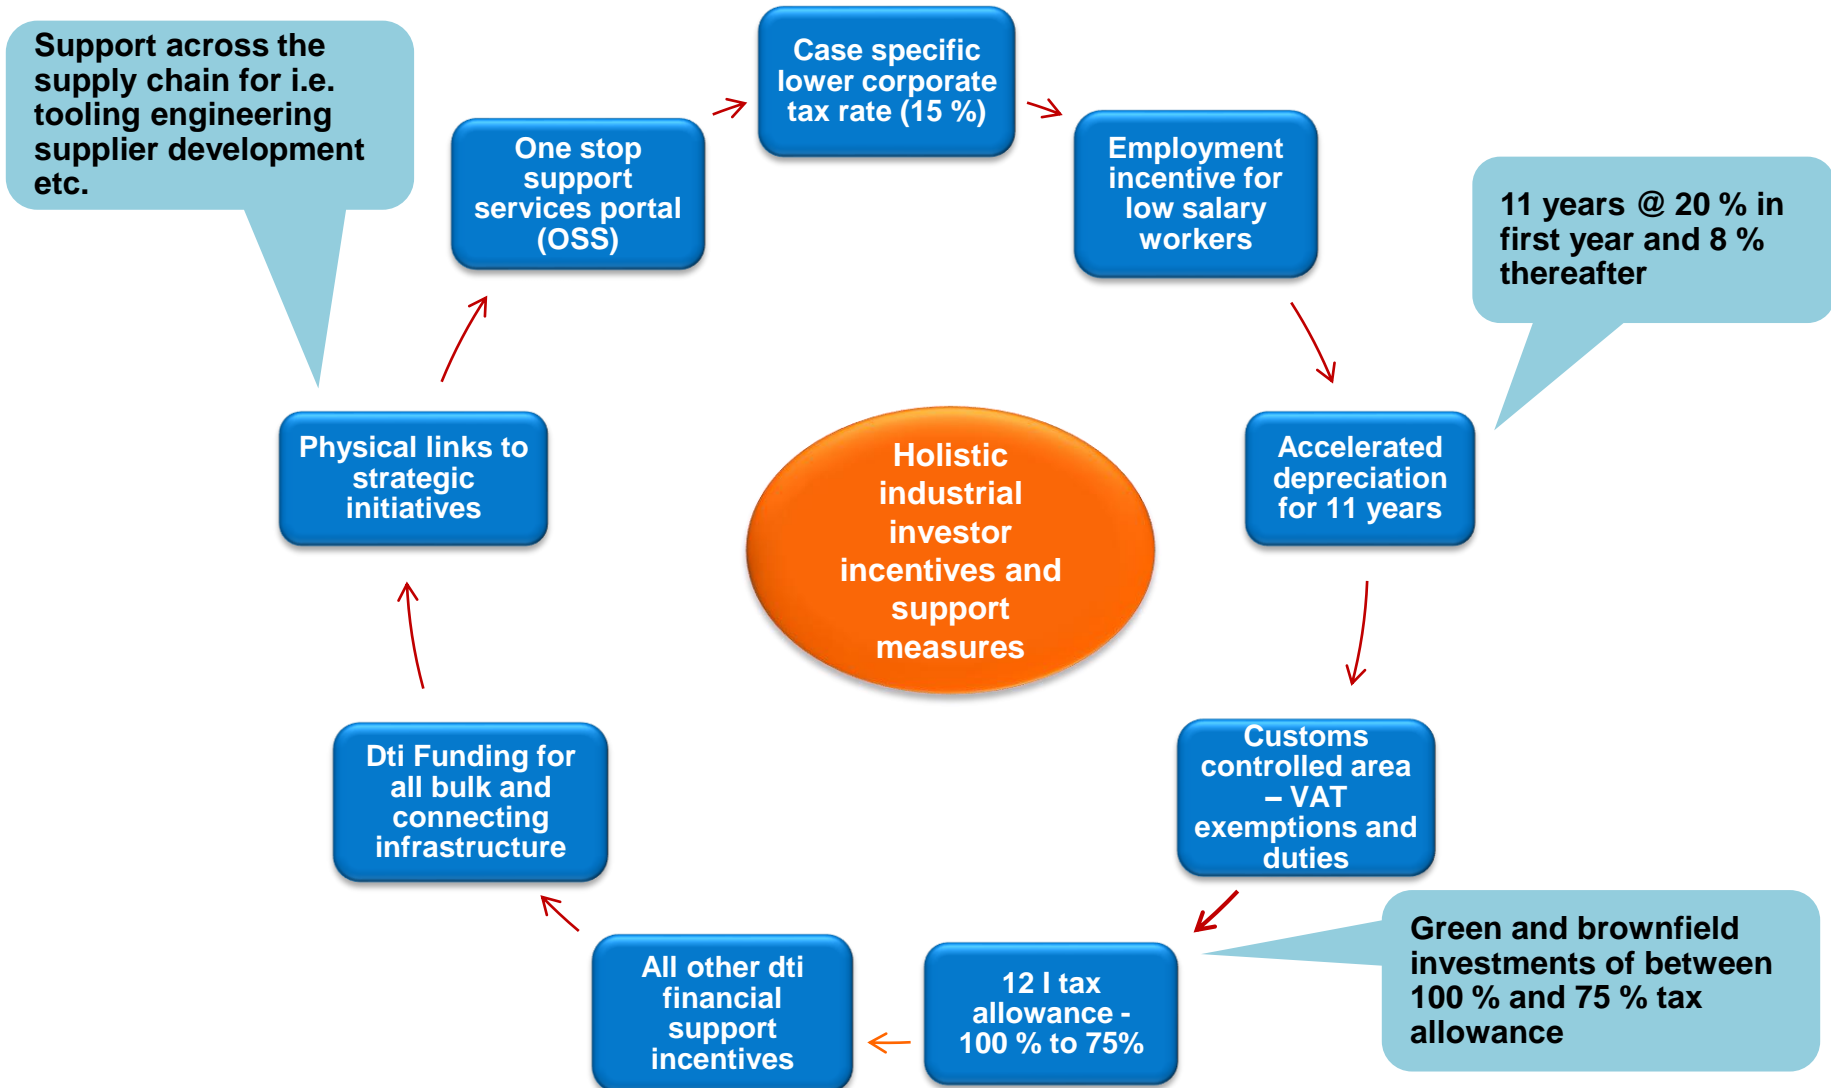 Support across the
supply chain for i.e.
tooling engineering
supplier development
etc.
Case specific
lower corporate
tax rate (15 %)
One stop
support
services portal
(OSS)
Employment
incentive for
low salary
workers
11 years @ 20 % in
first year and 8 %
thereafter
Physical links to
strategic
initiatives
Holistic
industrial
investor
incentives and
support
measures
Accelerated
depreciation
for 11 years
Dti Funding for
all bulk and
connecting
infrastructure
Customs
controlled area
– VAT
exemptions and
duties
All other dti
financial
support
incentives
12 I tax
allowance -
100 % to 75%
Green and brownfield
investments of between
100 % and 75 % tax
allowance